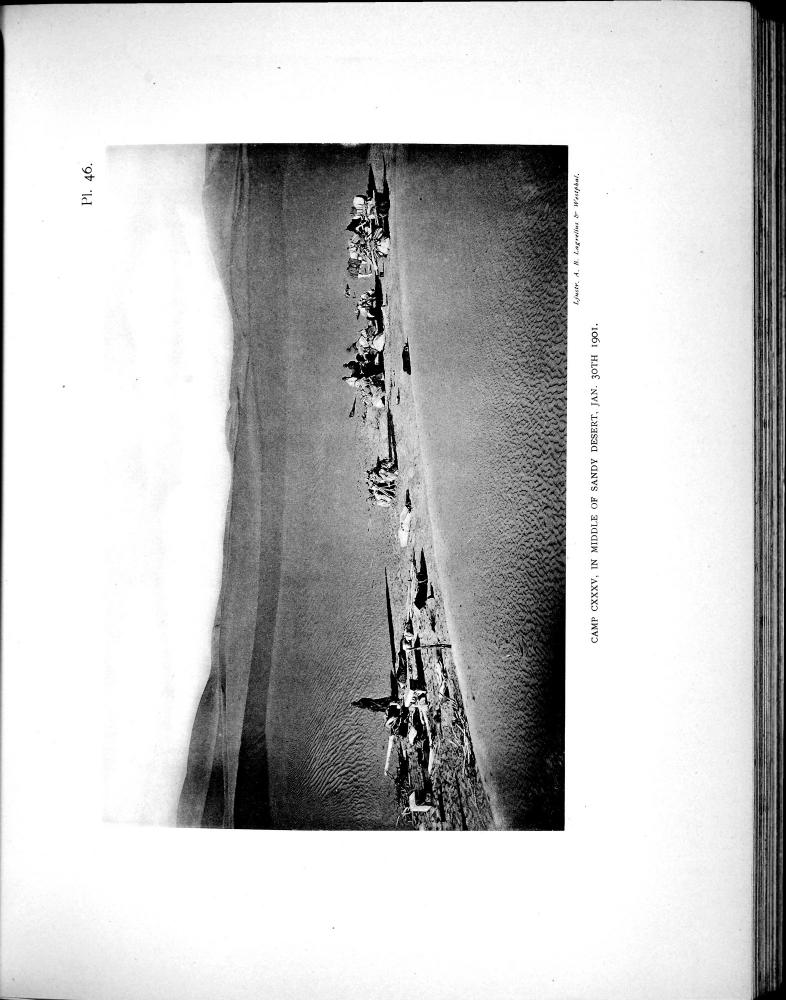 Pl. 46.
Ljustr. A. B. Lagrelius & Westphal.
CAMP CXXXV, IN MIDDLE OF SANDY DESERT, JAN. 30TH 1901.